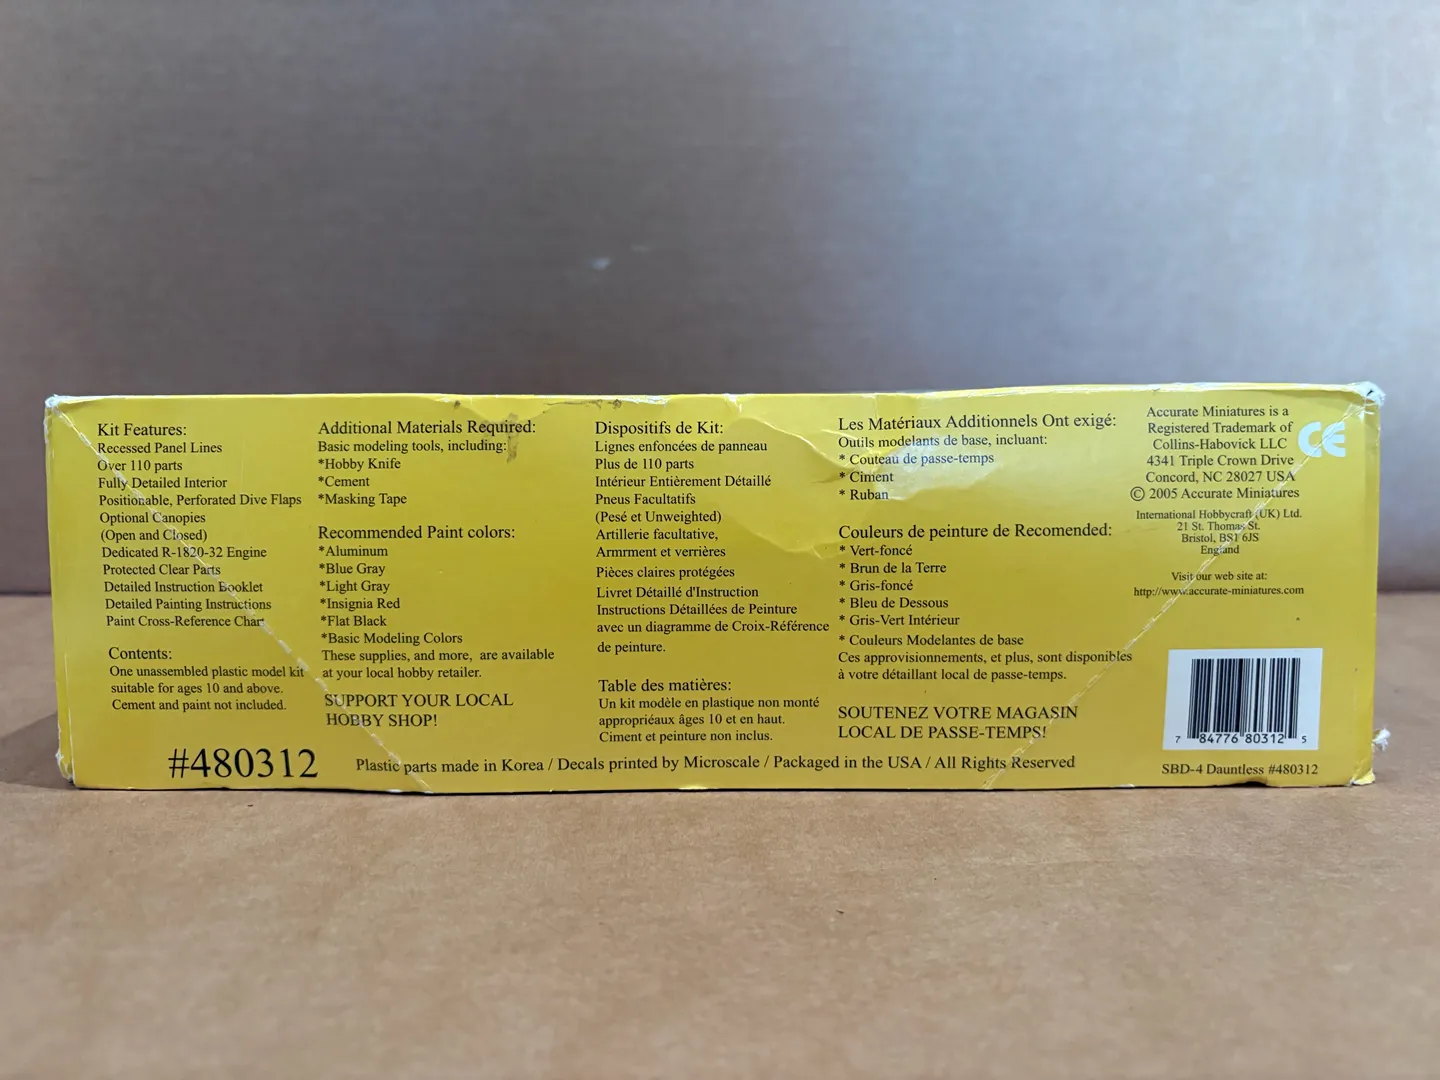 Kit Features:
Recessed Panel Lines
Over 110 parts
Fully Detailed Interior
Positionable, Perforated Dive Flaps
Optional Canopies
(Open and Closed)
Dedicated R-1820-32 Engine
Protected Clear Parts
Detailed Instruction Booklet
Detailed Painting Instructions
Paint Cross-Reference Chart
Contents:
One unassembled plastic model kit
suitable for ages 10 and above.
Cement and paint not included.
#480312
Additional Materials Required:
Basic modeling tools, including:
*Hobby Knife
*Cement
*Masking Tape
Recommended Paint colors:
*Aluminum
*Blue Gray
*Light Gray
*Insignia Red
*Flat Black
*Basic Modeling Colors
These supplies, and more, are available
at your local hobby retailer.
SUPPORT YOUR LOCAL
HOBBY SHOP!
Dispositifs de Kit:
Lignes enfoncées de panneau
Plus de 110 parts
Intérieur Entièrement Détaillé
Pneus Facultatifs
(Pesé et Unweighted)
Artillerie facultative,
Armrment et verrières
Pièces claires protégées
Livret Détaillé d'Instruction
Instructions Détaillées de Peinture
avec un diagramme de Croix-Référence
de peinture.
Table des matières:
Un kit modèle en plastique non monté
appropriéaux âges 10 et en haut.
Ciment et peinture non inclus.
Les Matériaux Additionnels Ont exigé:
Outils modelants de base, incluant:
* Couteau de passe-temps
* Ciment
* Ruban
Couleurs de peinture de Recomended:
* Vert-foncé
* Brun de la Terre
* Gris-foncé
* Bleu de Dessous
* Gris-Vert Intérieur
* Couleurs Modelantes de base
Ces approvisionnements, et plus, sont disponibles
à votre détaillant local de passe-temps.
SOUTENEZ VOTRE MAGASIN
LOCAL DE PASSE-TEMPS!
Plastic parts made in Korea / Decals printed by Microscale / Packaged in the USA / All Rights Reserved
Accurate Miniatures is a
Registered Trademark of
Collins-Habovick LLC
4341 Triple Crown Drive
Concord, NC 28027 USA
© 2005 Accurate Miniatures
CE
International Hobbycraft (UK) Ltd.
21 St. Thomas St.
Bristol, BS1 6JS
England
Visit our web site at:
http://www.accurate-miniatures.com
7 84776 80312 5
SBD-4 Dauntless #480312